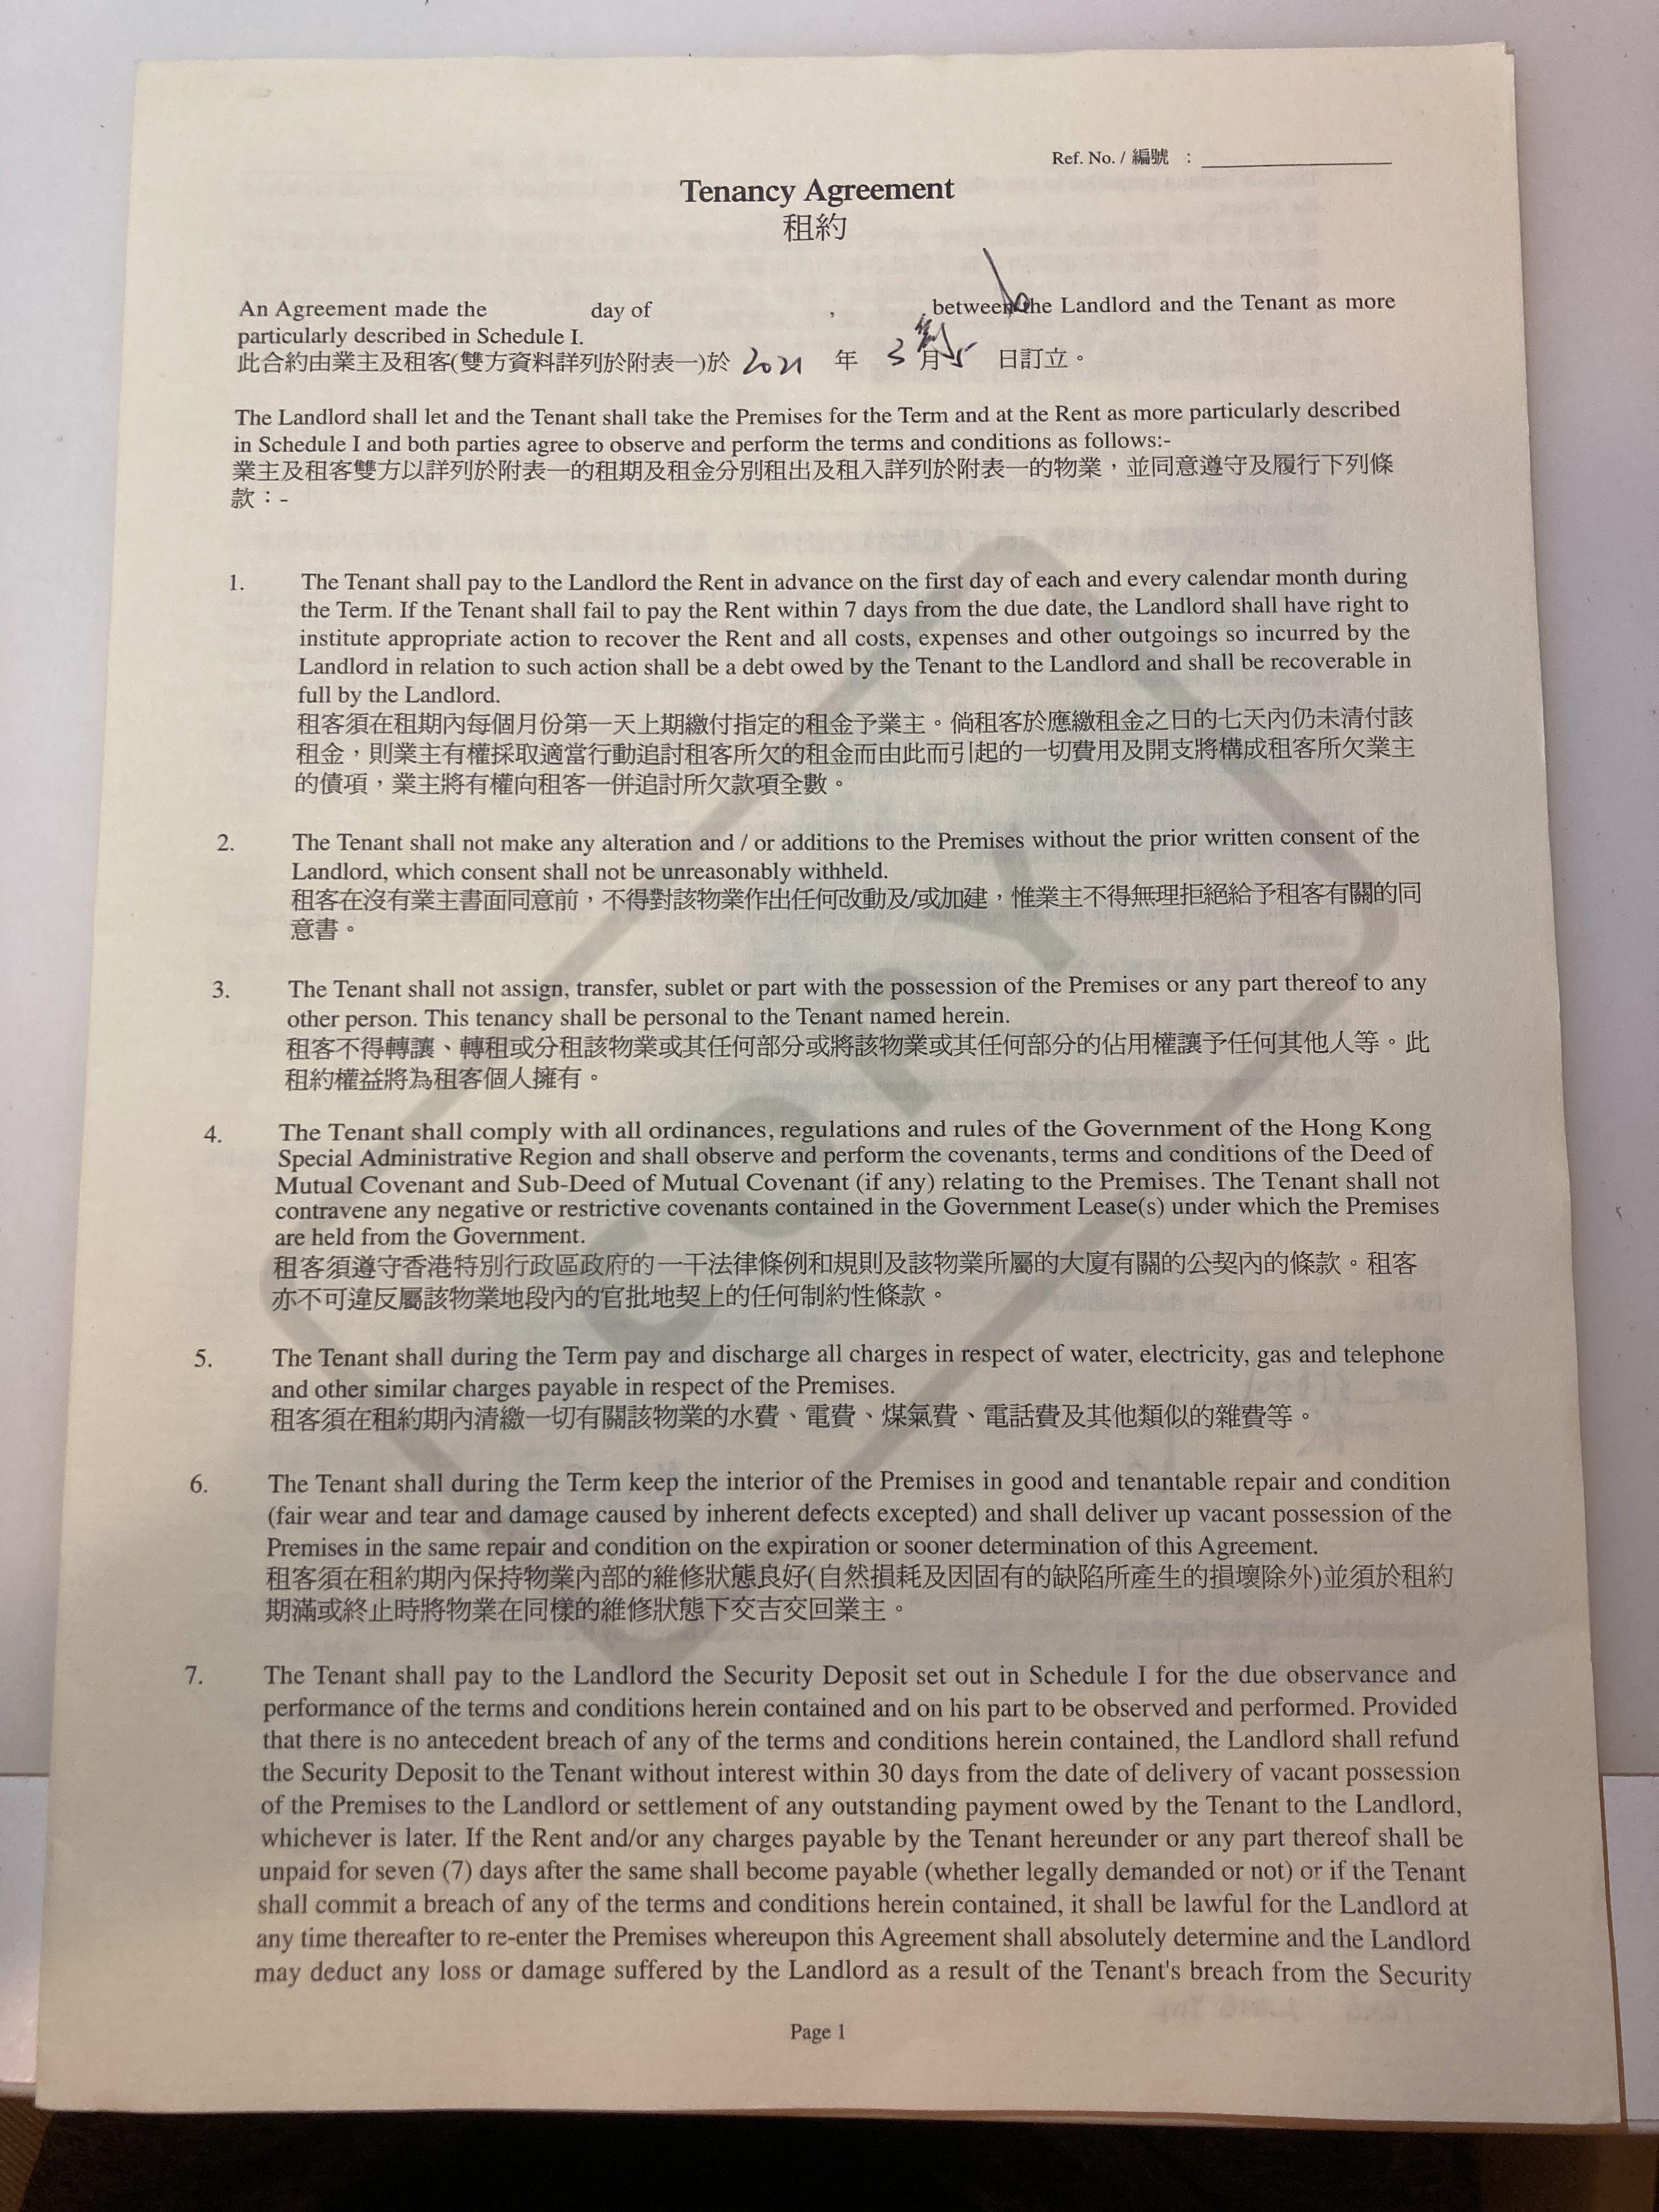 Ref. No. / 編號 : 
Tenancy Agreement
租約
An Agreement made the day of , between the Landlord and the Tenant as more
particularly described in Schedule I.
此合約由業主及租客(雙方資料詳列於附表一)於 2021 年 3 月 5 日訂立。
The Landlord shall let and the Tenant shall take the Premises for the Term and at the Rent as more particularly described
in Schedule I and both parties agree to observe and perform the terms and conditions as follows:-
業主及租客雙方以詳列於附表一的租期及租金分別租出及租入詳列於附表一的物業，並同意遵守及履行下列條
款：-
1. The Tenant shall pay to the Landlord the Rent in advance on the first day of each and every calendar month during
the Term. If the Tenant shall fail to pay the Rent within 7 days from the due date, the Landlord shall have right to
institute appropriate action to recover the Rent and all costs, expenses and other outgoings so incurred by the
Landlord in relation to such action shall be a debt owed by the Tenant to the Landlord and shall be recoverable in
full by the Landlord.
租客須在租期內每個月份第一天上期繳付指定的租金予業主。倘租客於應繳租金之日的七天內仍未清付該
租金，則業主有權採取適當行動追討租客所欠的租金而由此而引起的一切費用及開支將構成租客所欠業主
的債項，業主將有權向租客一併追討所欠款項全數。
2. The Tenant shall not make any alteration and / or additions to the Premises without the prior written consent of the
Landlord, which consent shall not be unreasonably withheld.
租客在沒有業主書面同意前，不得對該物業作出任何改動及/或加建，惟業主不得無理拒絕給予租客有關的同
意書。
3. The Tenant shall not assign, transfer, sublet or part with the possession of the Premises or any part thereof to any
other person. This tenancy shall be personal to the Tenant named herein.
租客不得轉讓、轉租或分租該物業或其任何部分或將該物業或其任何部分的佔用權讓予任何其他人等。此
租約權益將為租客個人擁有。
4. The Tenant shall comply with all ordinances, regulations and rules of the Government of the Hong Kong
Special Administrative Region and shall observe and perform the covenants, terms and conditions of the Deed of
Mutual Covenant and Sub-Deed of Mutual Covenant (if any) relating to the Premises. The Tenant shall not
contravene any negative or restrictive covenants contained in the Government Lease(s) under which the Premises
are held from the Government.
租客須遵守香港特別行政區政府的一干法律條例和規則及該物業所屬的大廈有關的公契內的條款。租客
亦不可違反屬該物業地段內的官批地契上的任何制約性條款。
5. The Tenant shall during the Term pay and discharge all charges in respect of water, electricity, gas and telephone
and other similar charges payable in respect of the Premises.
租客須在租約期內清繳一切有關該物業的水費、電費、煤氣費、電話費及其他類似的雜費等。
6. The Tenant shall during the Term keep the interior of the Premises in good and tenantable repair and condition
(fair wear and tear and damage caused by inherent defects excepted) and shall deliver up vacant possession of the
Premises in the same repair and condition on the expiration or sooner determination of this Agreement.
租客須在租約期內保持物業內部的維修狀態良好(自然損耗及因固有的缺陷所產生的損壞除外)並須於租約
期滿或終止時將物業在同樣的維修狀態下交吉交回業主。
7. The Tenant shall pay to the Landlord the Security Deposit set out in Schedule I for the due observance and
performance of the terms and conditions herein contained and on his part to be observed and performed. Provided
that there is no antecedent breach of any of the terms and conditions herein contained, the Landlord shall refund
the Security Deposit to the Tenant without interest within 30 days from the date of delivery of vacant possession
of the Premises to the Landlord or settlement of any outstanding payment owed by the Tenant to the Landlord,
whichever is later. If the Rent and/or any charges payable by the Tenant hereunder or any part thereof shall be
unpaid for seven (7) days after the same shall become payable (whether legally demanded or not) or if the Tenant
shall commit a breach of any of the terms and conditions herein contained, it shall be lawful for the Landlord at
any time thereafter to re-enter the Premises whereupon this Agreement shall absolutely determine and the Landlord
may deduct any loss or damage suffered by the Landlord as a result of the Tenant's breach from the Security
Page 1
COPY